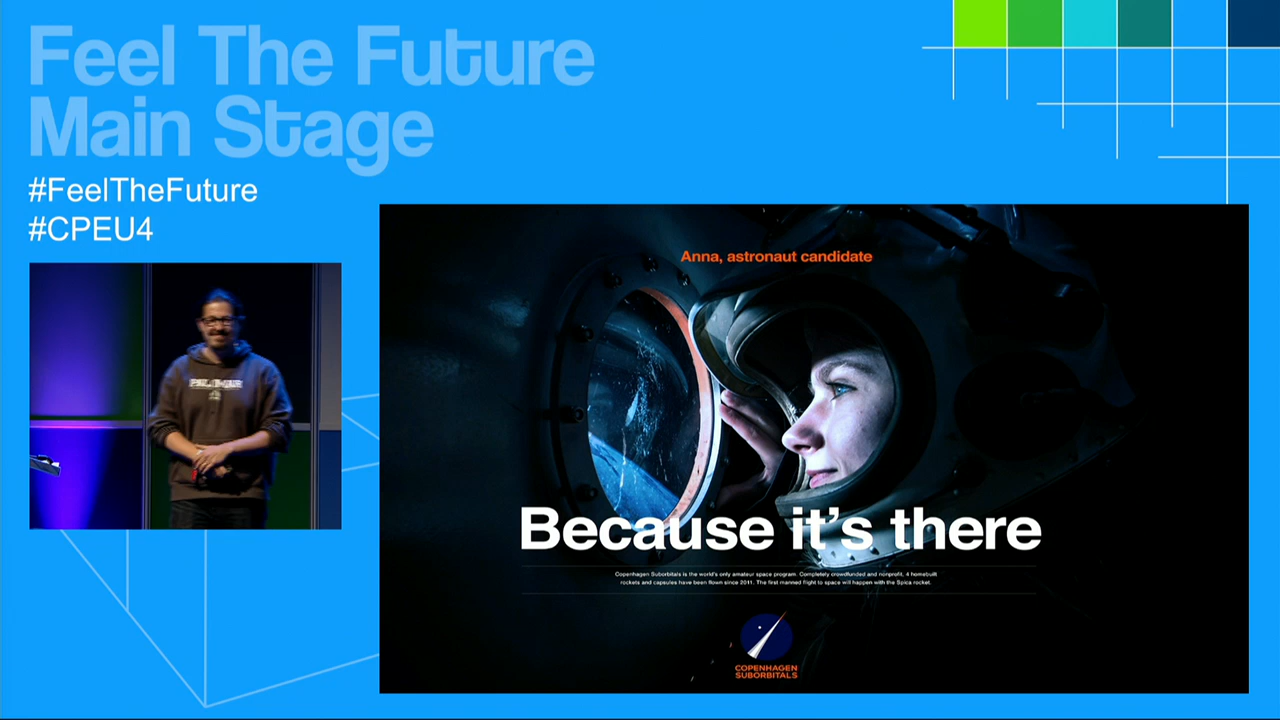 Feel The Future
Main Stage
#FeelTheFuture
#CPEU4
Anna, astronaut candidate
Because it's there
Copenhagen Suborbitals is the world's only amateur space program. Completely crowdfunded and nonprofit, 4 homebuilt
rockets and capsules have been flown since 2011. The first manned flight to space will happen with the Spica rocket.
COPENHAGEN
SUBORBITALS